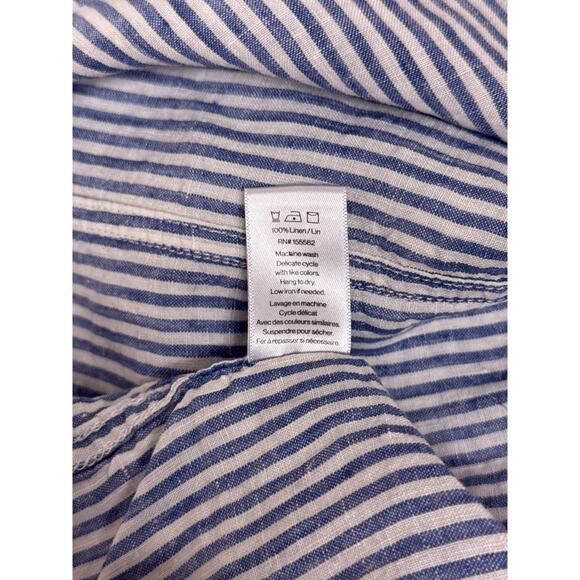 100% Linen / Lin
RN# 155582
Machine wash
Delicate cycle
with like colors.
Hang to dry.
Low iron if needed.
Lavage en machine
Cycle délicat
Avec des couleurs similaires.
Suspendre pour sécher.
Fer à repasser si nécessaire.